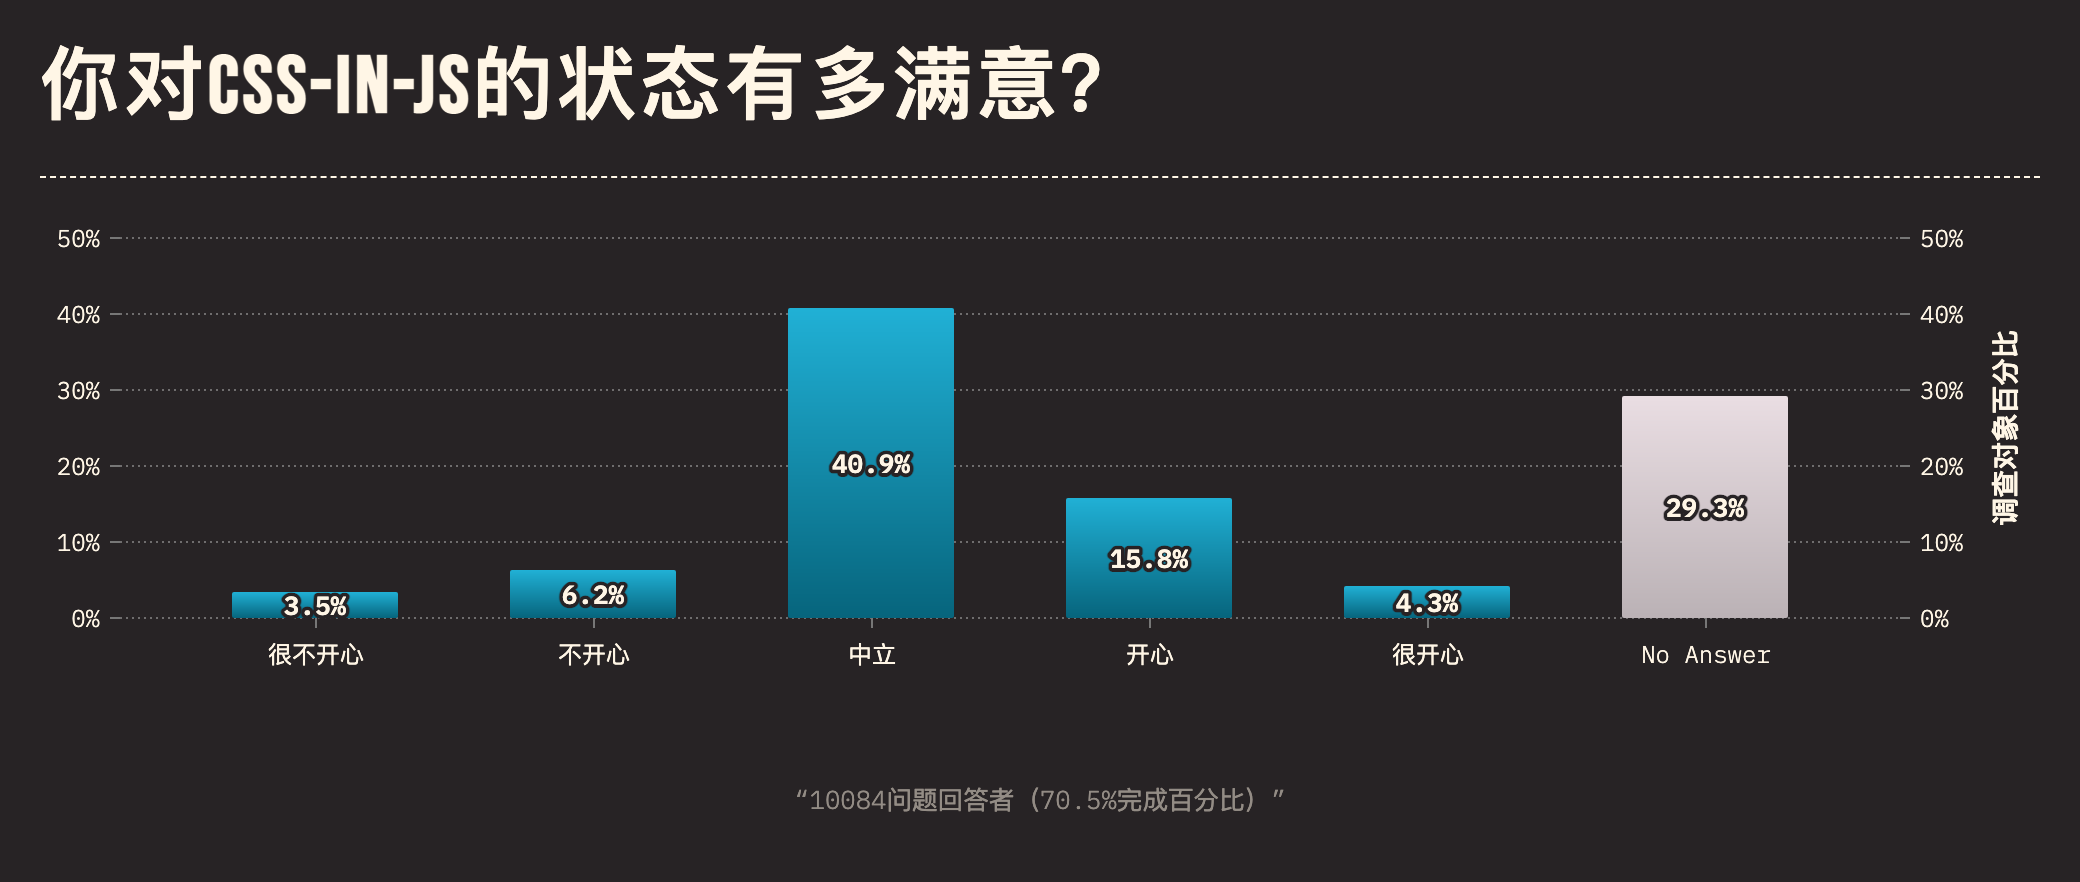 你对CSS-IN-JS的状态有多满意?
50%
40%
30%
20%
10%
0%
50%
40%
30%
20%
10%
0%
调查对象百分比
3.5%
6.2%
40.9%
15.8%
4.3%
29.3%
很不开心
不开心
中立
开心
很开心
No Answer
“10084问题回答者（70.5%完成百分比）”